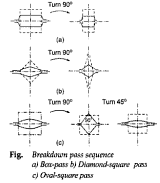 Turn 90°
(a)
Turn 90°
(b)
Turn 90° Turn 45°
90°
(c)
Fig. Breakdown pass sequence
a) Box-pass b) Diamond-square pass
c) Oval-square pass